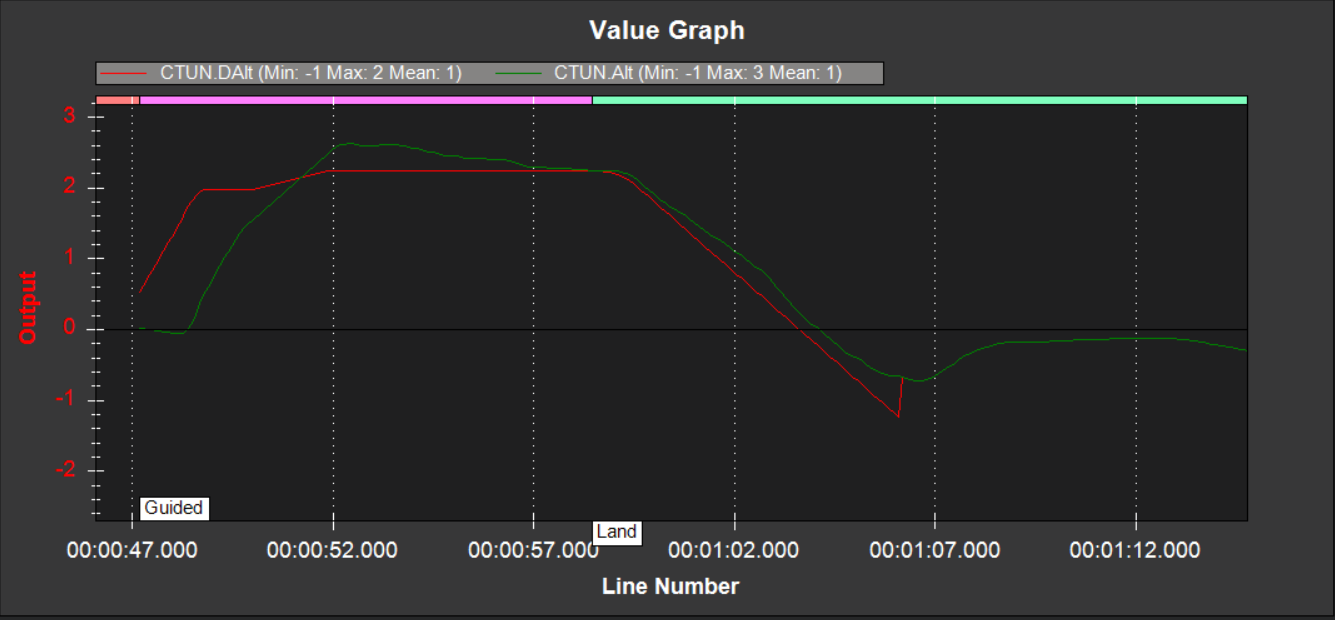 Value Graph
CTUN.DAlt (Min: -1 Max: 2 Mean: 1) CTUN.Alt (Min: -1 Max: 3 Mean: 1)
3
2
1
0
-1
-2
Output
Guided
Land
00:00:47.000 00:00:52.000 00:00:57.000 00:01:02.000 00:01:07.000 00:01:12.000
Line Number